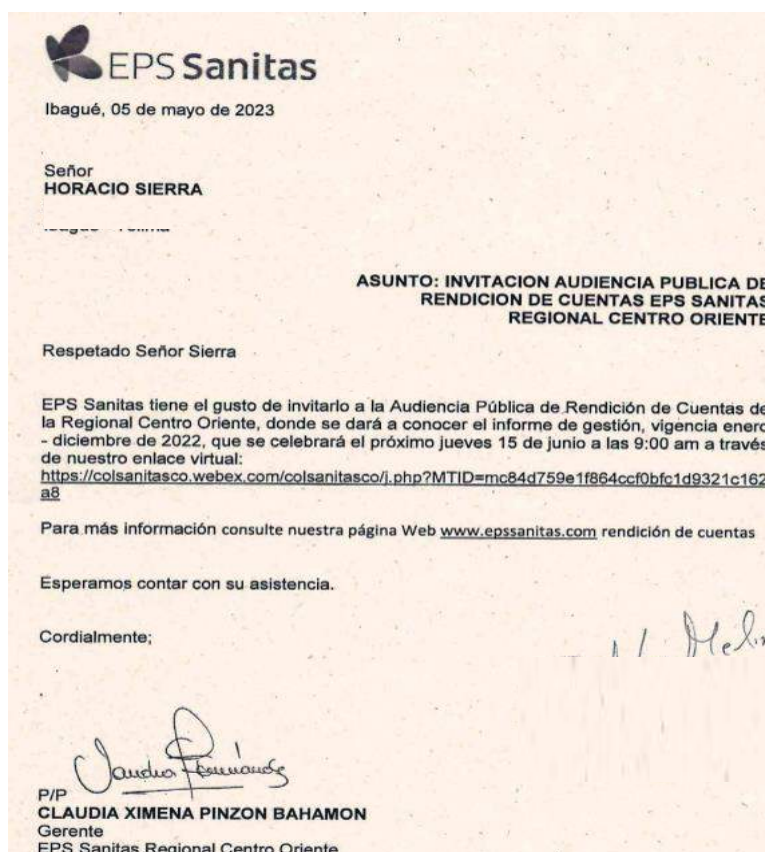 EPS Sanitas
Ibagué, 05 de mayo de 2023
Señor
HORACIO SIERRA
ASUNTO: INVITACION AUDIENCIA PUBLICA DE
RENDICION DE CUENTAS EPS SANITAS
REGIONAL CENTRO ORIENTE
Respetado Señor Sierra
EPS Sanitas tiene el gusto de invitarlo a la Audiencia Pública de Rendición de Cuentas de
la Regional Centro Oriente, donde se dará a conocer el informe de gestión, vigencia enero
- diciembre de 2022, que se celebrará el próximo jueves 15 de junio a las 9:00 am a través
de nuestro enlace virtual:
https://colsanitasco.webex.com/colsanitasco/j.php?MTID=mc84d759e1f864ccf0bfc1d9321c162
a8
Para más información consulte nuestra página Web www.epssanitas.com rendición de cuentas
Esperamos contar con su asistencia.
Cordialmente;
P/P
CLAUDIA XIMENA PINZON BAHAMON
Gerente
EPS Sanitas Regional Centro Oriente